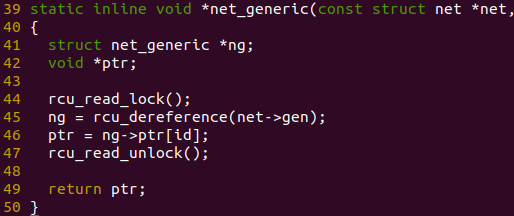 39 static inline void *net_generic(const struct net *net,
40 {
41   struct net_generic *ng;
42   void *ptr;
43
44   rcu_read_lock();
45   ng = rcu_dereference(net->gen);
46   ptr = ng->ptr[id];
47   rcu_read_unlock();
48
49   return ptr;
50 }